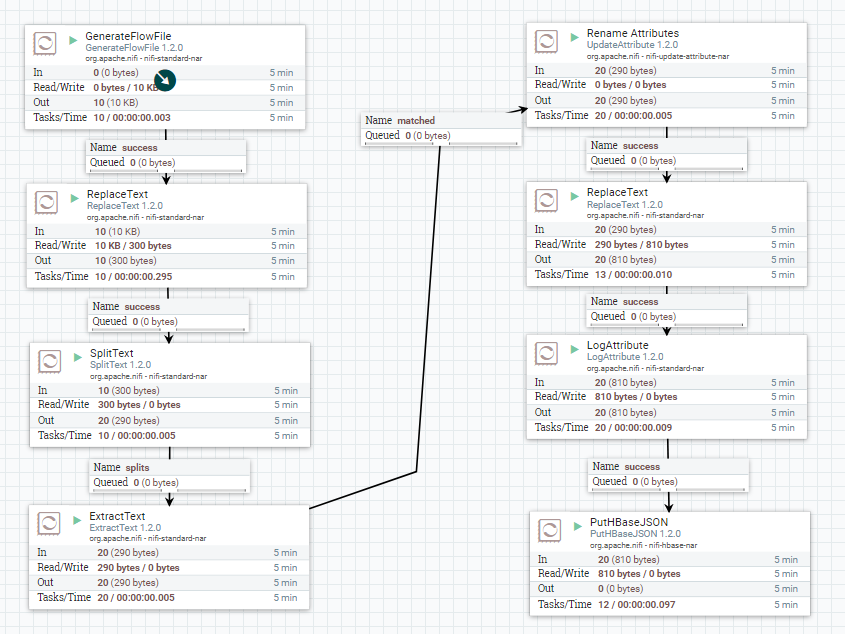 GenerateFlowFile
GenerateFlowFile 1.2.0
org.apache.nifi - nifi-standard-nar
In 0 (0 bytes) 5 min
Read/Write 0 bytes / 10 KB 5 min
Out 10 (10 KB) 5 min
Tasks/Time 10 / 00:00:00.003 5 min
Name success
Queued 0 (0 bytes)
ReplaceText
ReplaceText 1.2.0
org.apache.nifi - nifi-standard-nar
In 10 (10 KB) 5 min
Read/Write 10 KB / 300 bytes 5 min
Out 10 (300 bytes) 5 min
Tasks/Time 10 / 00:00:00.295 5 min
Name success
Queued 0 (0 bytes)
SplitText
SplitText 1.2.0
org.apache.nifi - nifi-standard-nar
In 10 (300 bytes) 5 min
Read/Write 300 bytes / 0 bytes 5 min
Out 20 (290 bytes) 5 min
Tasks/Time 10 / 00:00:00.005 5 min
Name splits
Queued 0 (0 bytes)
ExtractText
ExtractText 1.2.0
org.apache.nifi - nifi-standard-nar
In 20 (290 bytes) 5 min
Read/Write 290 bytes / 0 bytes 5 min
Out 20 (290 bytes) 5 min
Tasks/Time 20 / 00:00:00.005 5 min
Name matched
Queued 0 (0 bytes)
Rename Attributes
UpdateAttribute 1.2.0
org.apache.nifi - nifi-update-attribute-nar
In 20 (290 bytes) 5 min
Read/Write 0 bytes / 0 bytes 5 min
Out 20 (290 bytes) 5 min
Tasks/Time 20 / 00:00:00.005 5 min
Name success
Queued 0 (0 bytes)
ReplaceText
ReplaceText 1.2.0
org.apache.nifi - nifi-standard-nar
In 20 (290 bytes) 5 min
Read/Write 290 bytes / 810 bytes 5 min
Out 20 (810 bytes) 5 min
Tasks/Time 13 / 00:00:00.010 5 min
Name success
Queued 0 (0 bytes)
LogAttribute
LogAttribute 1.2.0
org.apache.nifi - nifi-standard-nar
In 20 (810 bytes) 5 min
Read/Write 810 bytes / 0 bytes 5 min
Out 20 (810 bytes) 5 min
Tasks/Time 20 / 00:00:00.009 5 min
Name success
Queued 0 (0 bytes)
PutHBaseJSON
PutHBaseJSON 1.2.0
org.apache.nifi - nifi-hbase-nar
In 20 (810 bytes) 5 min
Read/Write 810 bytes / 0 bytes 5 min
Out 0 (0 bytes) 5 min
Tasks/Time 12 / 00:00:00.097 5 min